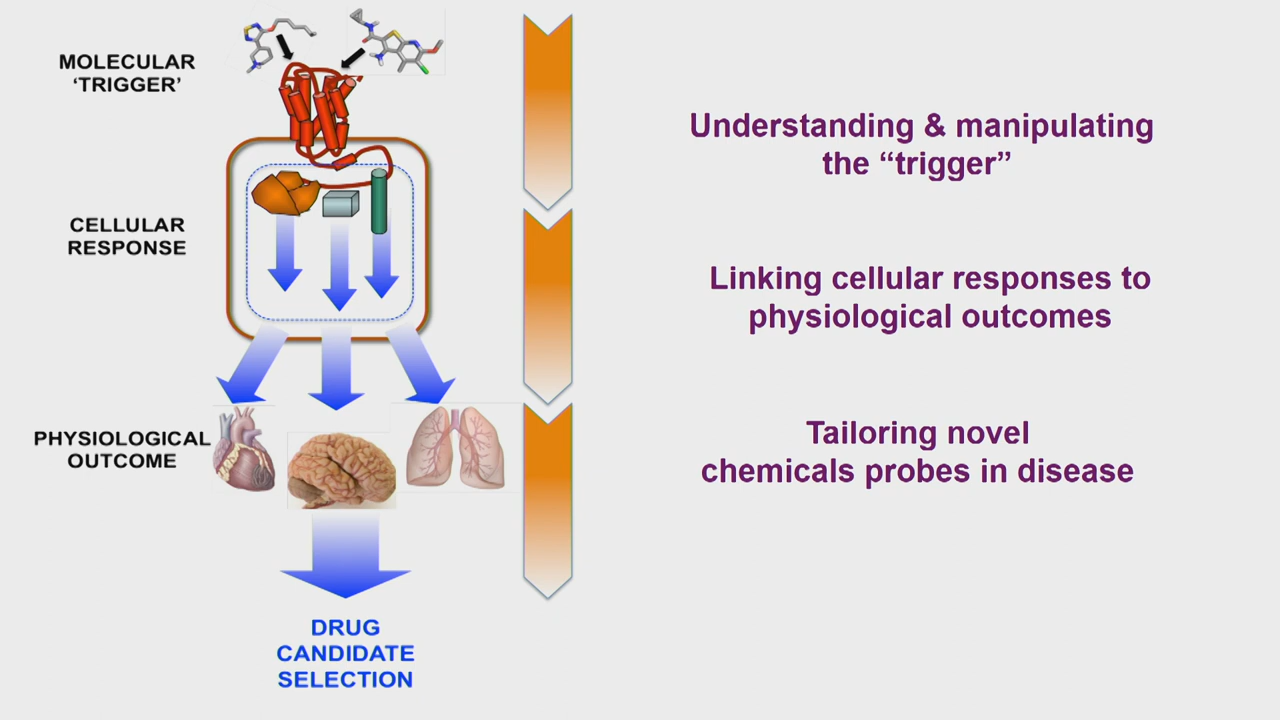 MOLECULAR
‘TRIGGER’
CELLULAR
RESPONSE
PHYSIOLOGICAL
OUTCOME
DRUG
CANDIDATE
SELECTION
Understanding & manipulating
the “trigger”
Linking cellular responses to
physiological outcomes
Tailoring novel
chemicals probes in disease